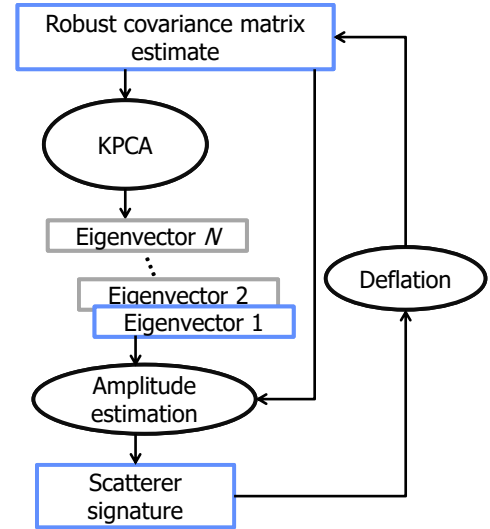 Robust covariance matrix
estimate
KPCA
Eigenvector N
Eigenvector 2
Eigenvector 1
Deflation
Amplitude
estimation
Scatterer
signature